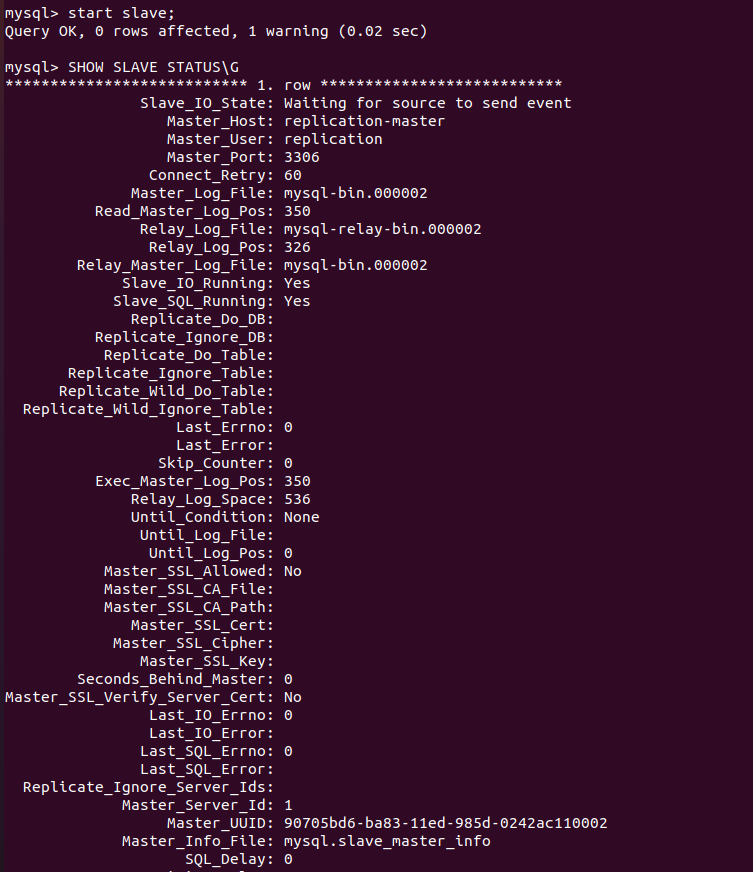 mysql> start slave;
Query OK, 0 rows affected, 1 warning (0.02 sec)
mysql> SHOW SLAVE STATUS\G
*************************** 1. row ***************************
Slave_IO_State: Waiting for source to send event
Master_Host: replication-master
Master_User: replication
Master_Port: 3306
Connect_Retry: 60
Master_Log_File: mysql-bin.000002
Read_Master_Log_Pos: 350
Relay_Log_File: mysql-relay-bin.000002
Relay_Log_Pos: 326
Relay_Master_Log_File: mysql-bin.000002
Slave_IO_Running: Yes
Slave_SQL_Running: Yes
Replicate_Do_DB:
Replicate_Ignore_DB:
Replicate_Do_Table:
Replicate_Ignore_Table:
Replicate_Wild_Do_Table:
Replicate_Wild_Ignore_Table:
Last_Errno: 0
Last_Error:
Skip_Counter: 0
Exec_Master_Log_Pos: 350
Relay_Log_Space: 536
Until_Condition: None
Until_Log_File:
Until_Log_Pos: 0
Master_SSL_Allowed: No
Master_SSL_CA_File:
Master_SSL_CA_Path:
Master_SSL_Cert:
Master_SSL_Cipher:
Master_SSL_Key:
Seconds_Behind_Master: 0
Master_SSL_Verify_Server_Cert: No
Last_IO_Errno: 0
Last_IO_Error:
Last_SQL_Errno: 0
Last_SQL_Error:
Replicate_Ignore_Server_Ids:
Master_Server_Id: 1
Master_UUID: 90705bd6-ba83-11ed-985d-0242ac110002
Master_Info_File: mysql.slave_master_info
SQL_Delay: 0